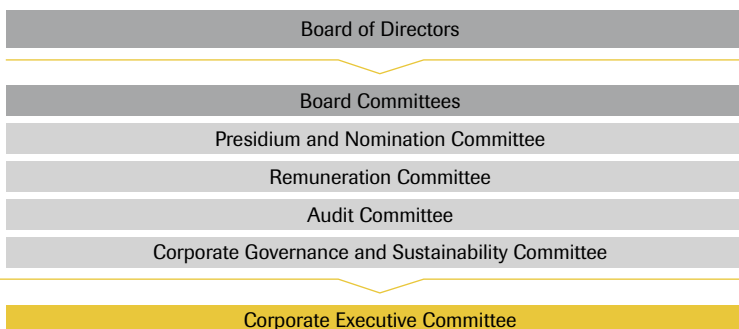 Board of Directors
Board Committees
Presidium and Nomination Committee
Remuneration Committee
Audit Committee
Corporate Governance and Sustainability Committee
Corporate Executive Committee